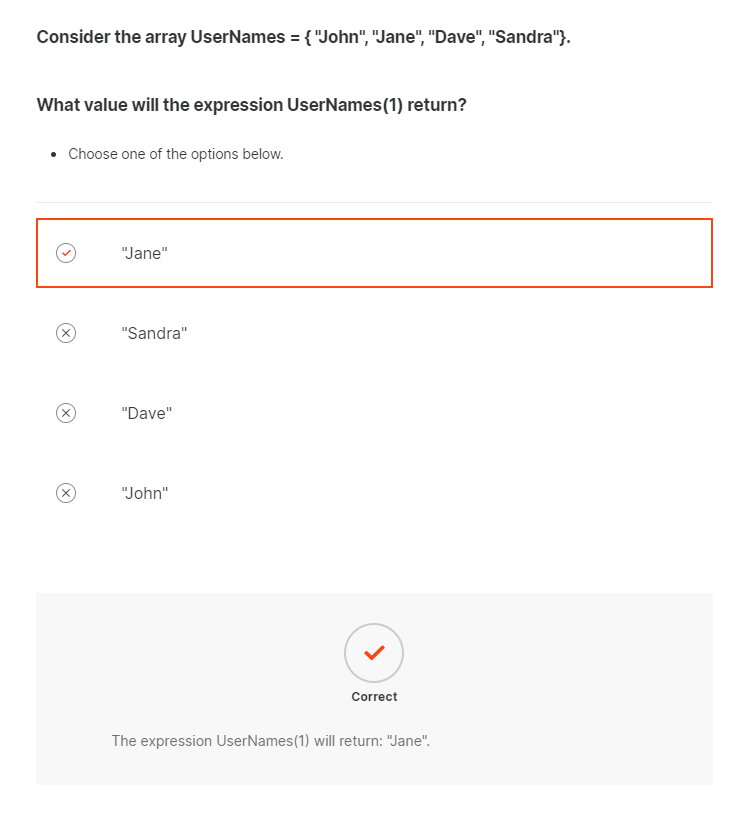 Consider the array UserNames = { "John", "Jane", "Dave", "Sandra"}.
What value will the expression UserNames(1) return?
• Choose one of the options below.
"Jane"
"Sandra"
"Dave"
"John"
Correct
The expression UserNames(1) will return: "Jane".